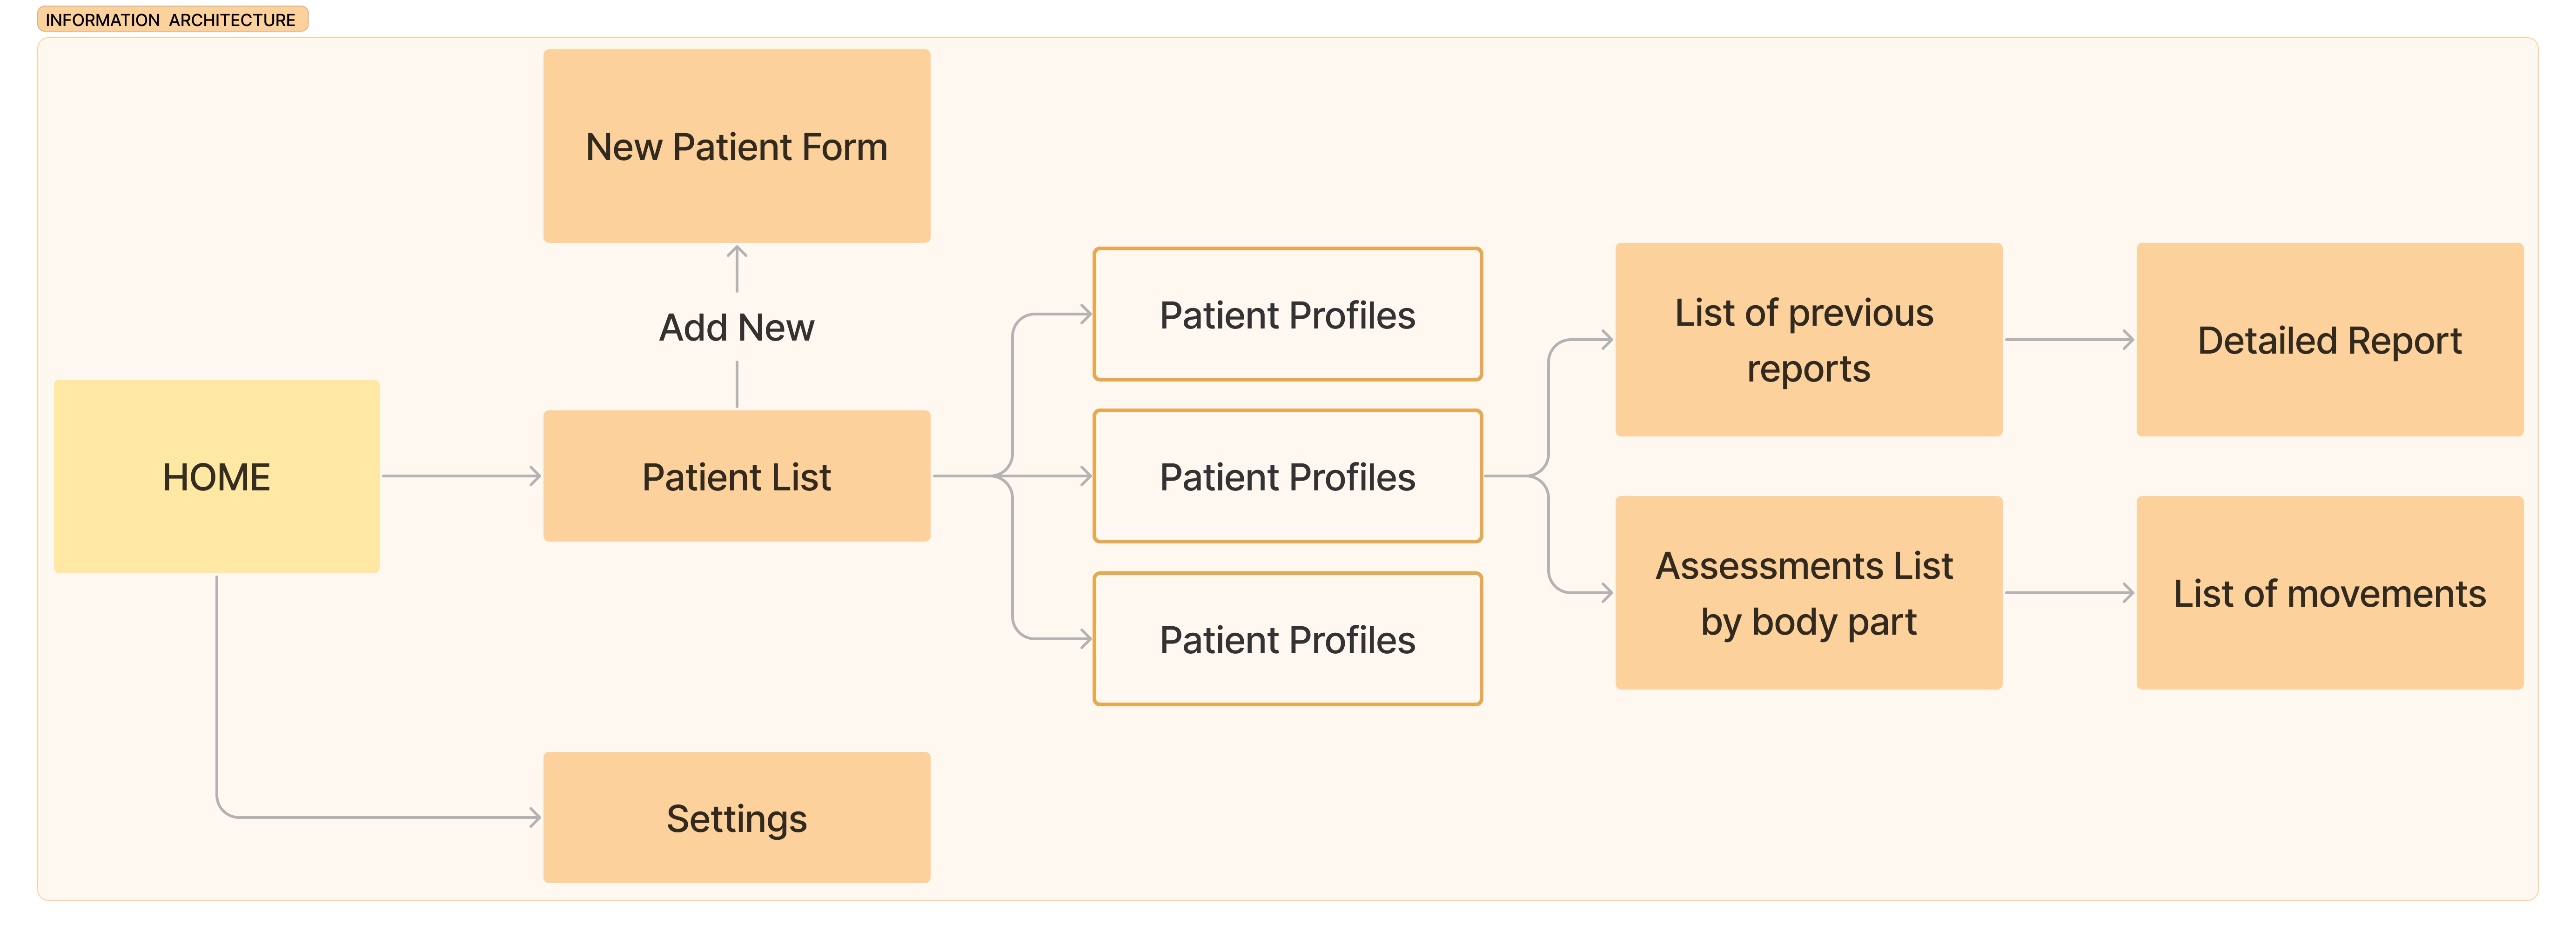 INFORMATION ARCHITECTURE
New Patient Form
Add New
HOME
Patient List
Settings
Patient Profiles
Patient Profiles
Patient Profiles
List of previous
reports
Detailed Report
Assessments List
by body part
List of movements